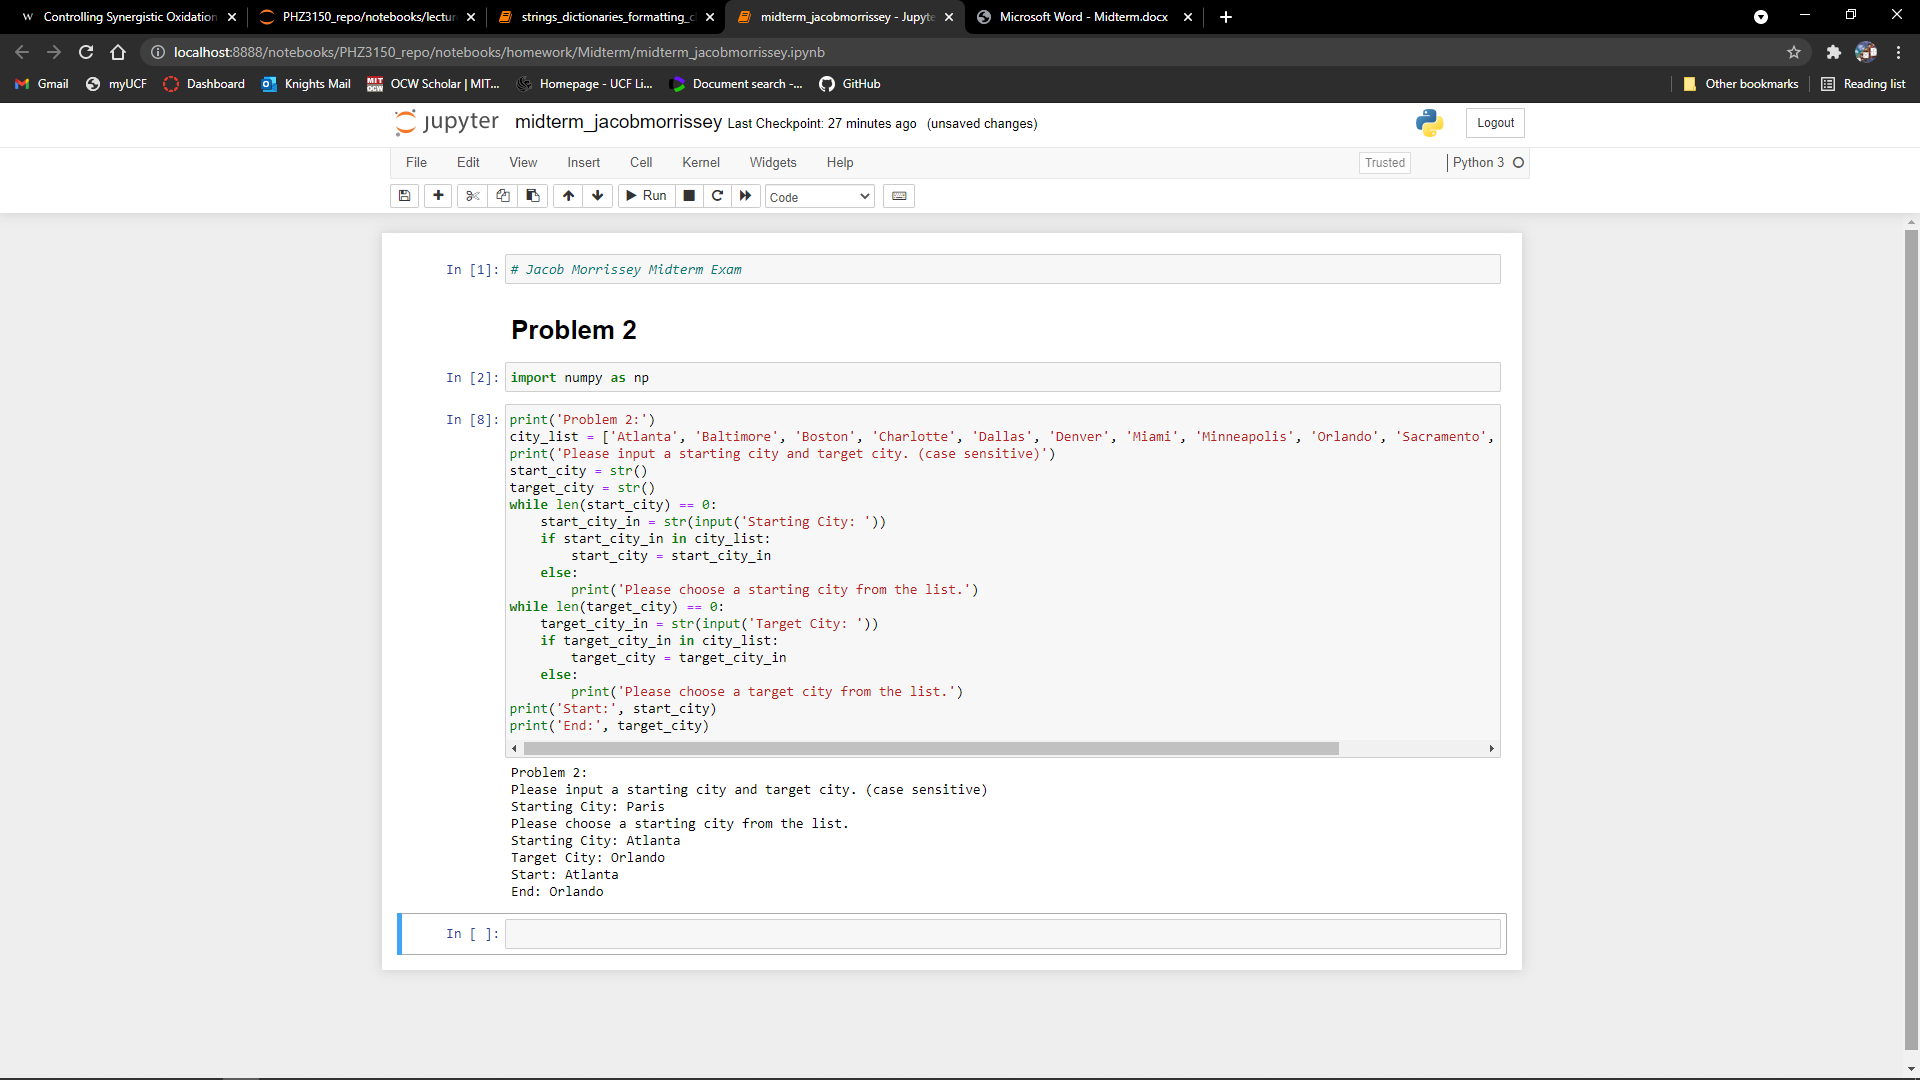 Controlling Synergistic Oxidation
PHZ3150_repo/notebooks/lectur
strings_dictionaries_formatting_c
midterm_jacobmorrissey - Jupyte
Microsoft Word - Midterm.docx
localhost:8888/notebooks/PHZ3150_repo/notebooks/homework/Midterm/midterm_jacobmorrissey.ipynb
Gmail myUCF Dashboard Knights Mail OCW Scholar | MIT... Homepage - UCF Li... Document search -... GitHub Other bookmarks Reading list
jupyter midterm_jacobmorrissey Last Checkpoint: 27 minutes ago (unsaved changes) Logout
File Edit View Insert Cell Kernel Widgets Help Trusted Python 3
Run Code
In [1]: # Jacob Morrissey Midterm Exam
Problem 2
In [2]: import numpy as np
In [8]: print('Problem 2:')
city_list = ['Atlanta', 'Baltimore', 'Boston', 'Charlotte', 'Dallas', 'Denver', 'Miami', 'Minneapolis', 'Orlando', 'Sacramento',
print('Please input a starting city and target city. (case sensitive)')
start_city = str()
target_city = str()
while len(start_city) == 0:
    start_city_in = str(input('Starting City: '))
    if start_city_in in city_list:
        start_city = start_city_in
    else:
        print('Please choose a starting city from the list.')
while len(target_city) == 0:
    target_city_in = str(input('Target City: '))
    if target_city_in in city_list:
        target_city = target_city_in
    else:
        print('Please choose a target city from the list.')
print('Start:', start_city)
print('End:', target_city)
Problem 2:
Please input a starting city and target city. (case sensitive)
Starting City: Paris
Please choose a starting city from the list.
Starting City: Atlanta
Target City: Orlando
Start: Atlanta
End: Orlando
In [ ]: